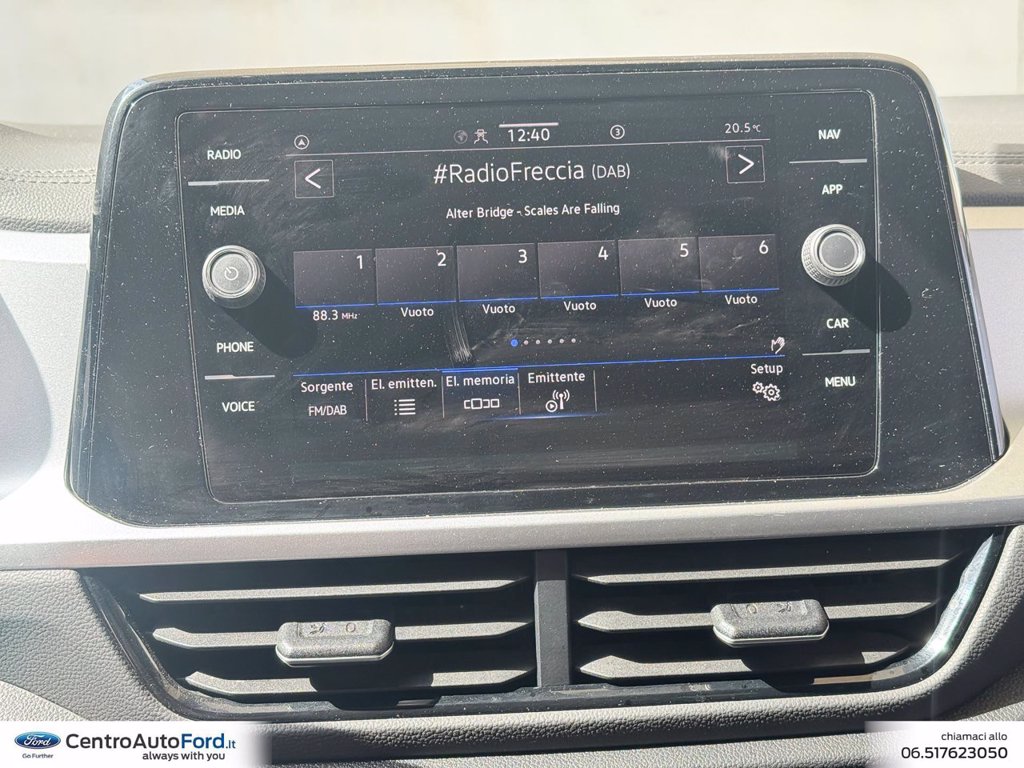 RADIO
MEDIA
PHONE
VOICE
12:40
3
20.5°C
#RadioFreccia (DAB)
Alter Bridge - Scales Are Falling
1
2
3
4
5
6
88.3 MHz
Vuoto
Vuoto
Vuoto
Vuoto
Vuoto
Sorgente
FM/DAB
El. emitten.
El. memoria
Emittente
Setup
NAV
APP
CAR
MENU
Ford
Go Further
CentroAutoFord.it
always with you
chiamaci allo
06.517623050